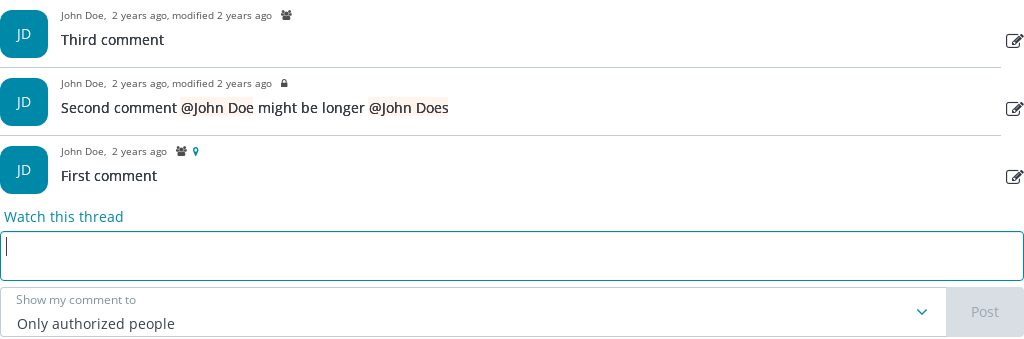 JD
John Doe, 2 years ago, modified 2 years ago
Third comment
JD
John Doe, 2 years ago, modified 2 years ago
Second comment @John Doe might be longer @John Does
JD
John Doe, 2 years ago
First comment
Watch this thread
Show my comment to
Only authorized people
Post